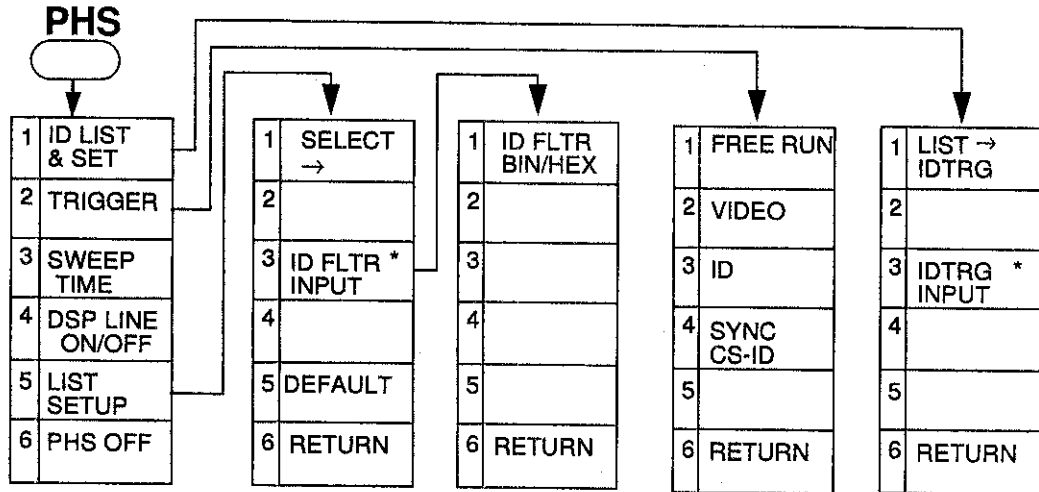 PHS
1 ID LIST
& SET
2 TRIGGER
3 SWEEP
TIME
4 DSP LINE
ON/OFF
5 LIST
SETUP
6 PHS OFF
1 SELECT
→
2
3 ID FLTR *
INPUT
4
5 DEFAULT
6 RETURN
1 ID FLTR
BIN/HEX
2
3
4
5
6 RETURN
1 FREE RUN
2 VIDEO
3 ID
4 SYNC
CS-ID
5
6 RETURN
1 LIST →
IDTRG
2
3 IDTRG *
INPUT
4
5
6 RETURN